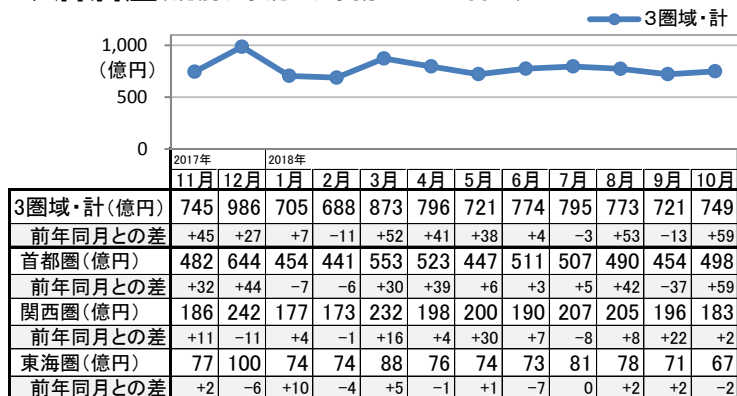 3圏域・計
1,000
(億円)
500
0
2017年 2018年
11月 12月 1月 2月 3月 4月 5月 6月 7月 8月 9月 10月
3圏域・計(億円) 745 986 705 688 873 796 721 774 795 773 721 749
前年同月との差 +45 +27 +7 −11 +52 +41 +38 +4 −3 +53 −13 +59
首都圏(億円) 482 644 454 441 553 523 447 511 507 490 454 498
前年同月との差 +32 +44 −7 −6 +30 +39 +6 +3 +5 +42 −37 +59
関西圏(億円) 186 242 177 173 232 198 200 190 207 205 196 183
前年同月との差 +11 −11 +4 −1 +16 +4 +30 +7 −8 +8 +22 +2
東海圏(億円) 77 100 74 74 88 76 74 73 81 78 71 67
前年同月との差 +2 −6 +10 −4 +5 −1 +1 −7 0 +2 +2 −2